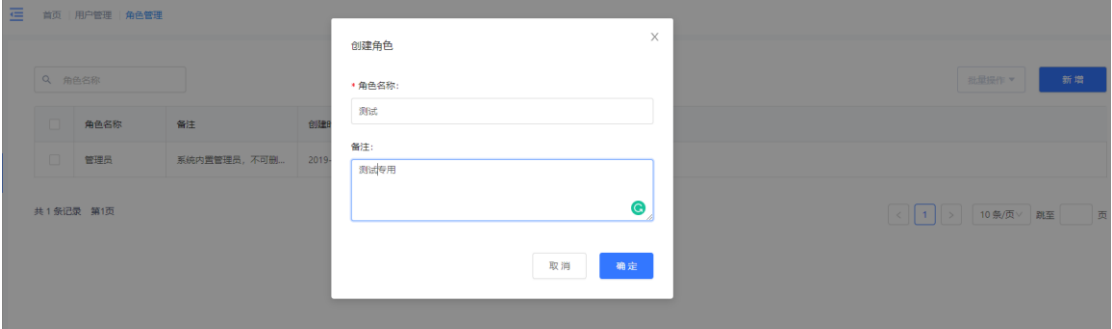 首页 用户管理 角色管理
角色名称
批量操作
新 增
角色名称 备注
管理员 系统内置管理员，不可删... 2019-
共 1 条记录 第1页
1 10 条/页 跳至 页
创建角色
* 角色名称:
测试
备注:
测试专用
取 消 确 定